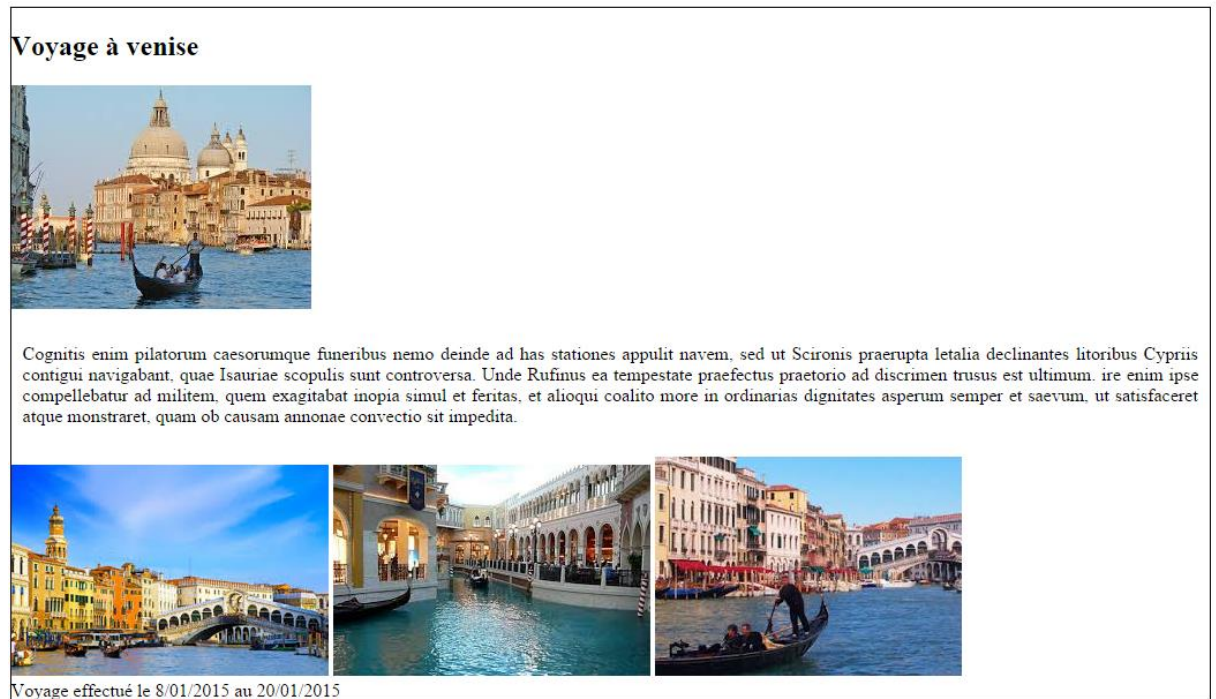 Voyage à venise
Cognitis enim pilatorum caesorumque funeribus nemo deinde ad has stationes appulit navem, sed ut Scironis praerupta letalia declinantes litoribus Cypriis
contigui navigabant, quae Isauriae scopulis sunt controversa. Unde Rufinus ea tempestate praefectus praetorio ad discrimen trusus est ultimum. ire enim ipse
compellebatur ad militem, quem exagitabat inopia simul et feritas, et alioqui coalito more in ordinarias dignitates asperum semper et saevum, ut satisfaceret
atque monstraret, quam ob causam annonae convectio sit impedita.
Voyage effectué le 8/01/2015 au 20/01/2015